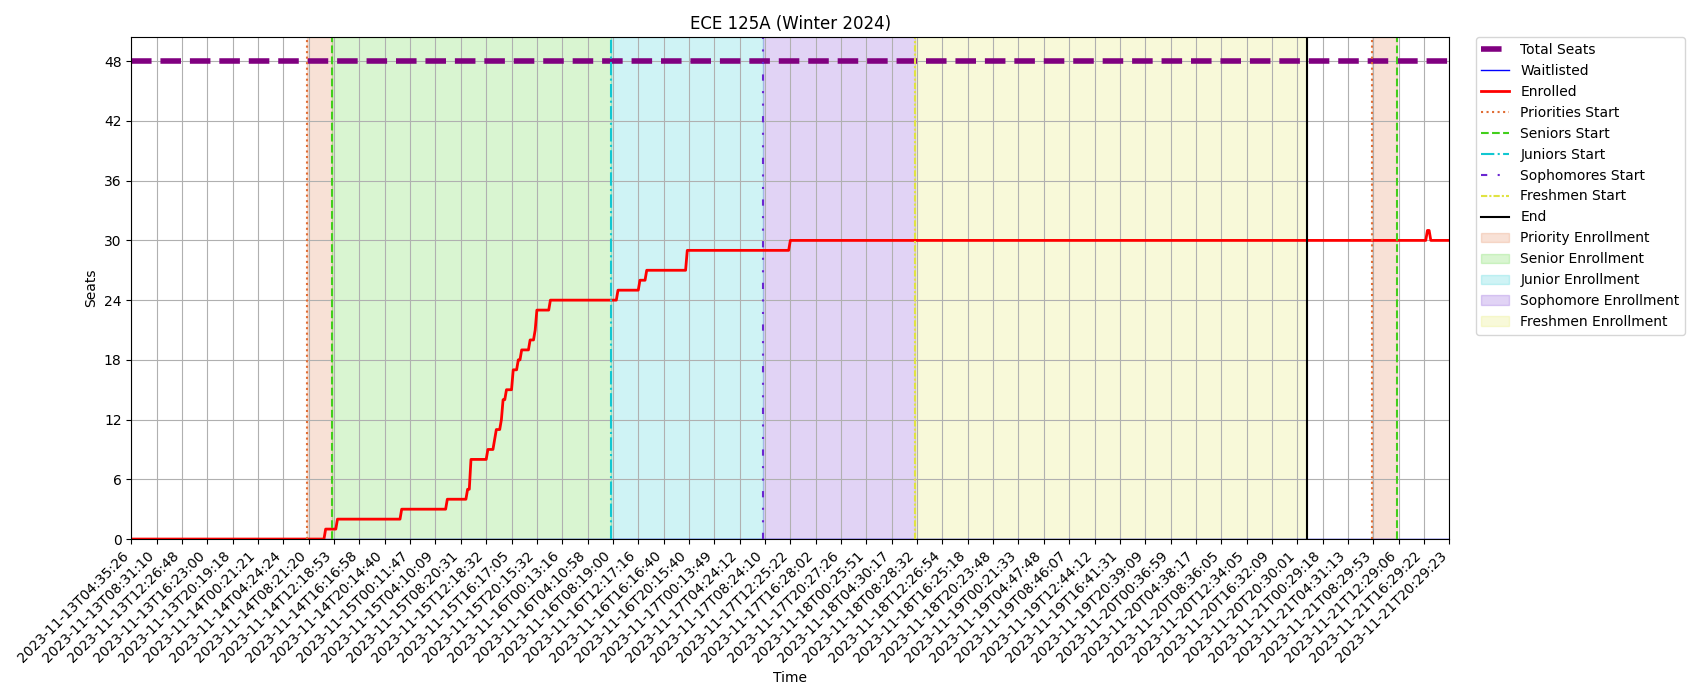 ECE 125A (Winter 2024)
Seats
48
42
36
30
24
18
12
6
0
2023-11-13T04:35:26
2023-11-13T08:31:10
2023-11-13T12:26:48
2023-11-13T16:23:00
2023-11-13T20:19:18
2023-11-14T00:21:21
2023-11-14T04:24:24
2023-11-14T08:21:20
2023-11-14T12:18:53
2023-11-14T16:16:58
2023-11-14T20:14:40
2023-11-15T00:11:47
2023-11-15T04:10:09
2023-11-15T08:20:31
2023-11-15T12:18:32
2023-11-15T16:17:05
2023-11-15T20:15:32
2023-11-16T00:13:16
2023-11-16T04:10:58
2023-11-16T08:19:00
2023-11-16T12:17:16
2023-11-16T16:16:40
2023-11-16T20:15:40
2023-11-17T00:13:49
2023-11-17T04:24:12
2023-11-17T08:24:10
2023-11-17T12:25:22
2023-11-17T16:28:02
2023-11-17T20:27:26
2023-11-18T00:25:51
2023-11-18T04:30:17
2023-11-18T08:28:32
2023-11-18T12:26:54
2023-11-18T16:25:18
2023-11-18T20:23:48
2023-11-19T00:21:33
2023-11-19T04:47:48
2023-11-19T08:46:07
2023-11-19T12:44:12
2023-11-19T16:41:31
2023-11-19T20:39:09
2023-11-20T00:36:59
2023-11-20T04:38:17
2023-11-20T08:36:05
2023-11-20T12:34:05
2023-11-20T16:32:09
2023-11-20T20:30:01
2023-11-21T00:29:18
2023-11-21T04:31:13
2023-11-21T08:29:53
2023-11-21T12:29:06
2023-11-21T16:29:22
2023-11-21T20:29:23
Time
Total Seats
Waitlisted
Enrolled
Priorities Start
Seniors Start
Juniors Start
Sophomores Start
Freshmen Start
End
Priority Enrollment
Senior Enrollment
Junior Enrollment
Sophomore Enrollment
Freshmen Enrollment